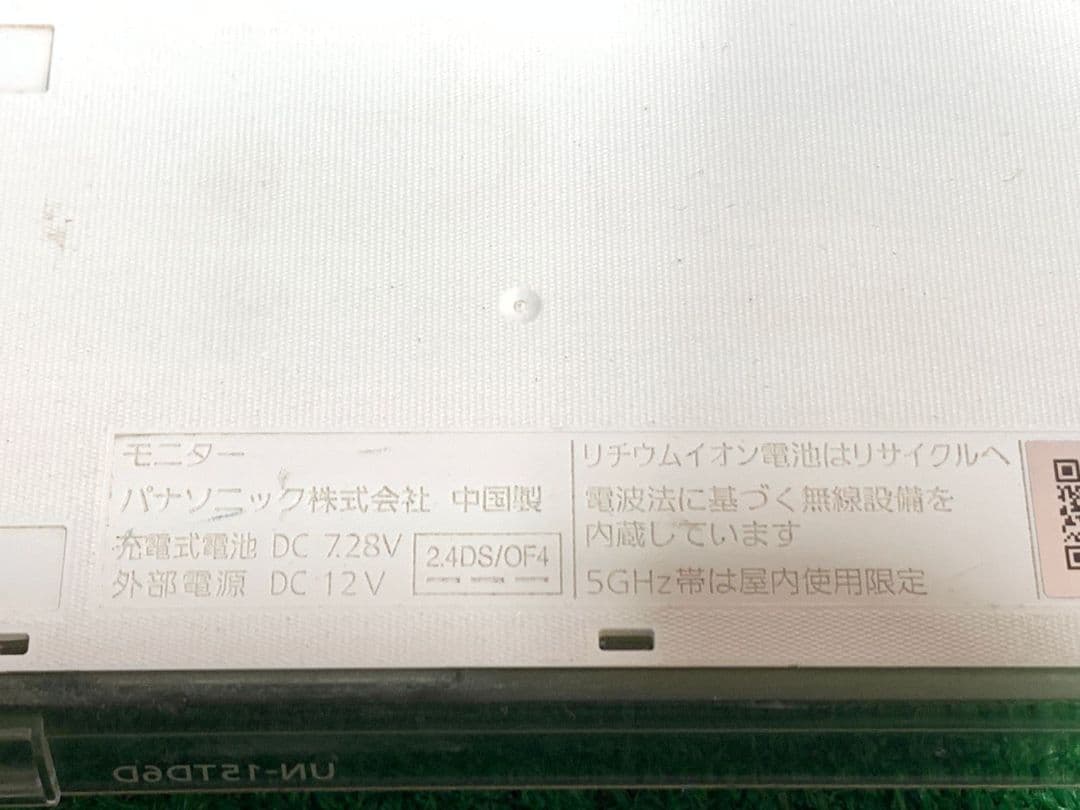 モニター
パナソニック株式会社 中国製
充電式電池 DC 7.28V
外部電源 DC 12V
2.4DS/OF4
リチウムイオン電池はリサイクルへ
電波法に基づく無線設備を
内蔵しています
5GHz帯は屋内使用限定
UN-15TD6D